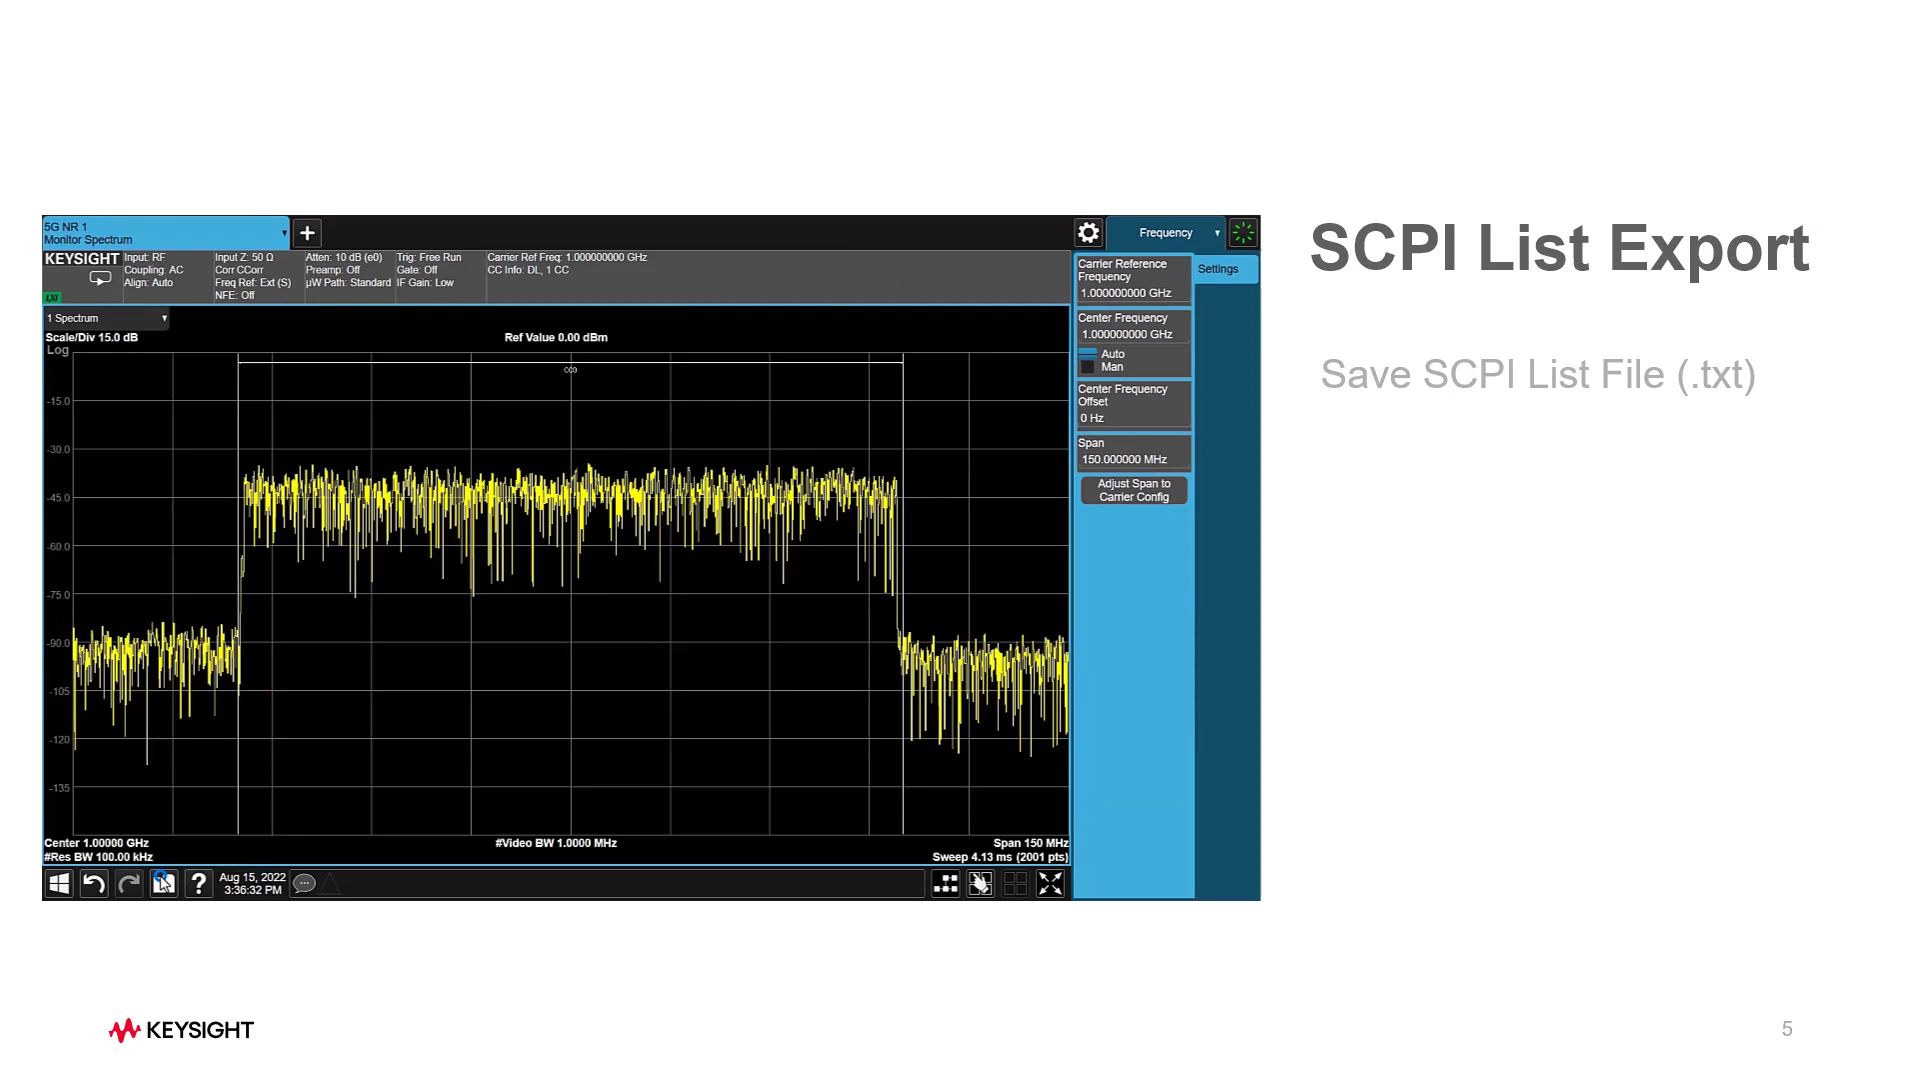 5G NR 1
Monitor Spectrum
Frequency
KEYSIGHT
LXI
Input: RF
Coupling: AC
Align: Auto
Input Z: 50 Ω
Corr CCorr
Freq Ref: Ext (S)
NFE: Off
Atten: 10 dB (e0)
Preamp: Off
µW Path: Standard
Trig: Free Run
Gate: Off
IF Gain: Low
Carrier Ref Freq: 1.000000000 GHz
CC Info: DL, 1 CC
1 Spectrum
Scale/Div 15.0 dB
Ref Value 0.00 dBm
Log
CC0
-15.0
-30.0
-45.0
-60.0
-75.0
-90.0
-105
-120
-135
Center 1.00000 GHz
#Res BW 100.00 kHz
#Video BW 1.0000 MHz
Span 150 MHz
Sweep 4.13 ms (2001 pts)
?
Aug 15, 2022
3:36:32 PM
Carrier Reference
Frequency
1.000000000 GHz
Center Frequency
1.000000000 GHz
Auto
Man
Center Frequency
Offset
0 Hz
Span
150.000000 MHz
Adjust Span to
Carrier Config
Settings
SCPI List Export
Save SCPI List File (.txt)
KEYSIGHT
5